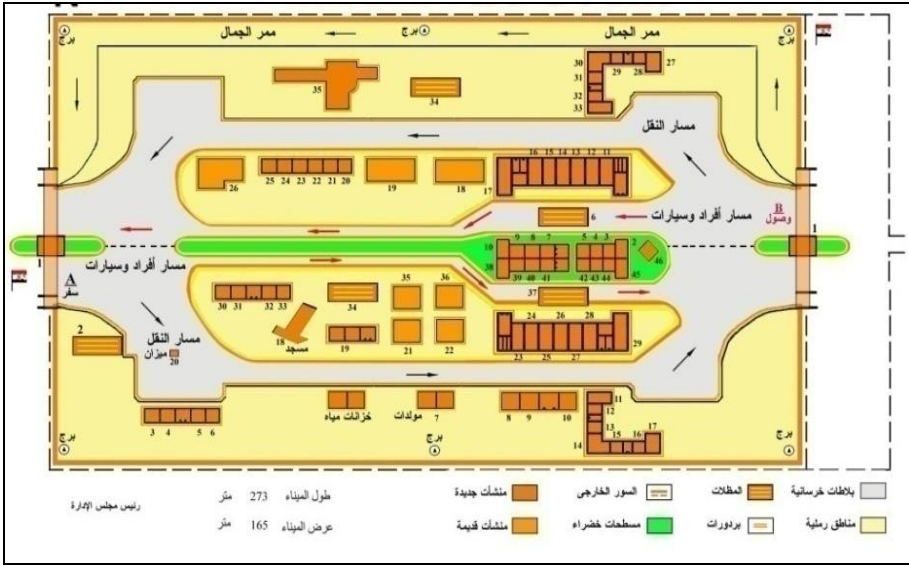 برج
ممر الجمال
برج
ممر الجمال
برج
35
34
30
29
28
27
31
32
33
مسار النقل
مسار النقل
26
25 24 23 22 21 20
19
18
17
16 15 14 13 12 11
6
مسار أفراد وسيارات
B
وصول
1
10
9 8 7
5 4 3
2
38
39 40 41
42 43 44
45
46
1
مسار أفراد وسيارات
A
سفر
37
30 31 32 33
34
35
36
24 26 28
29
23 25 27
18
مسجد
19
21
22
2
مسار النقل
ميزان
20
3 4 5 6
خزانات مياه
مولدات
7
8 9 10
11
12
13
14
15
16
17
برج
برج
برج
بلاطات خرسانية
المظلات
السور الخارجى
منشآت جديدة
طول الميناء 273 متر
رئيس مجلس الإدارة
مناطق رملية
بردورات
مسطحات خضراء
منشآت قديمة
عرض الميناء 165 متر